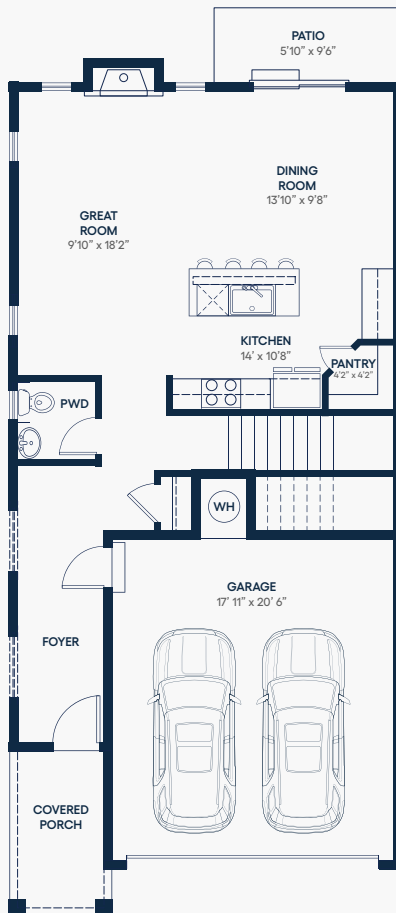 PATIO
5'10" x 9'6"
DINING
ROOM
13'10" x 9'8"
GREAT
ROOM
9'10" x 18'2"
KITCHEN
14' x 10'8"
PANTRY
4'2" x 4'2"
PWD
WH
GARAGE
17' 11" x 20' 6"
FOYER
COVERED
PORCH